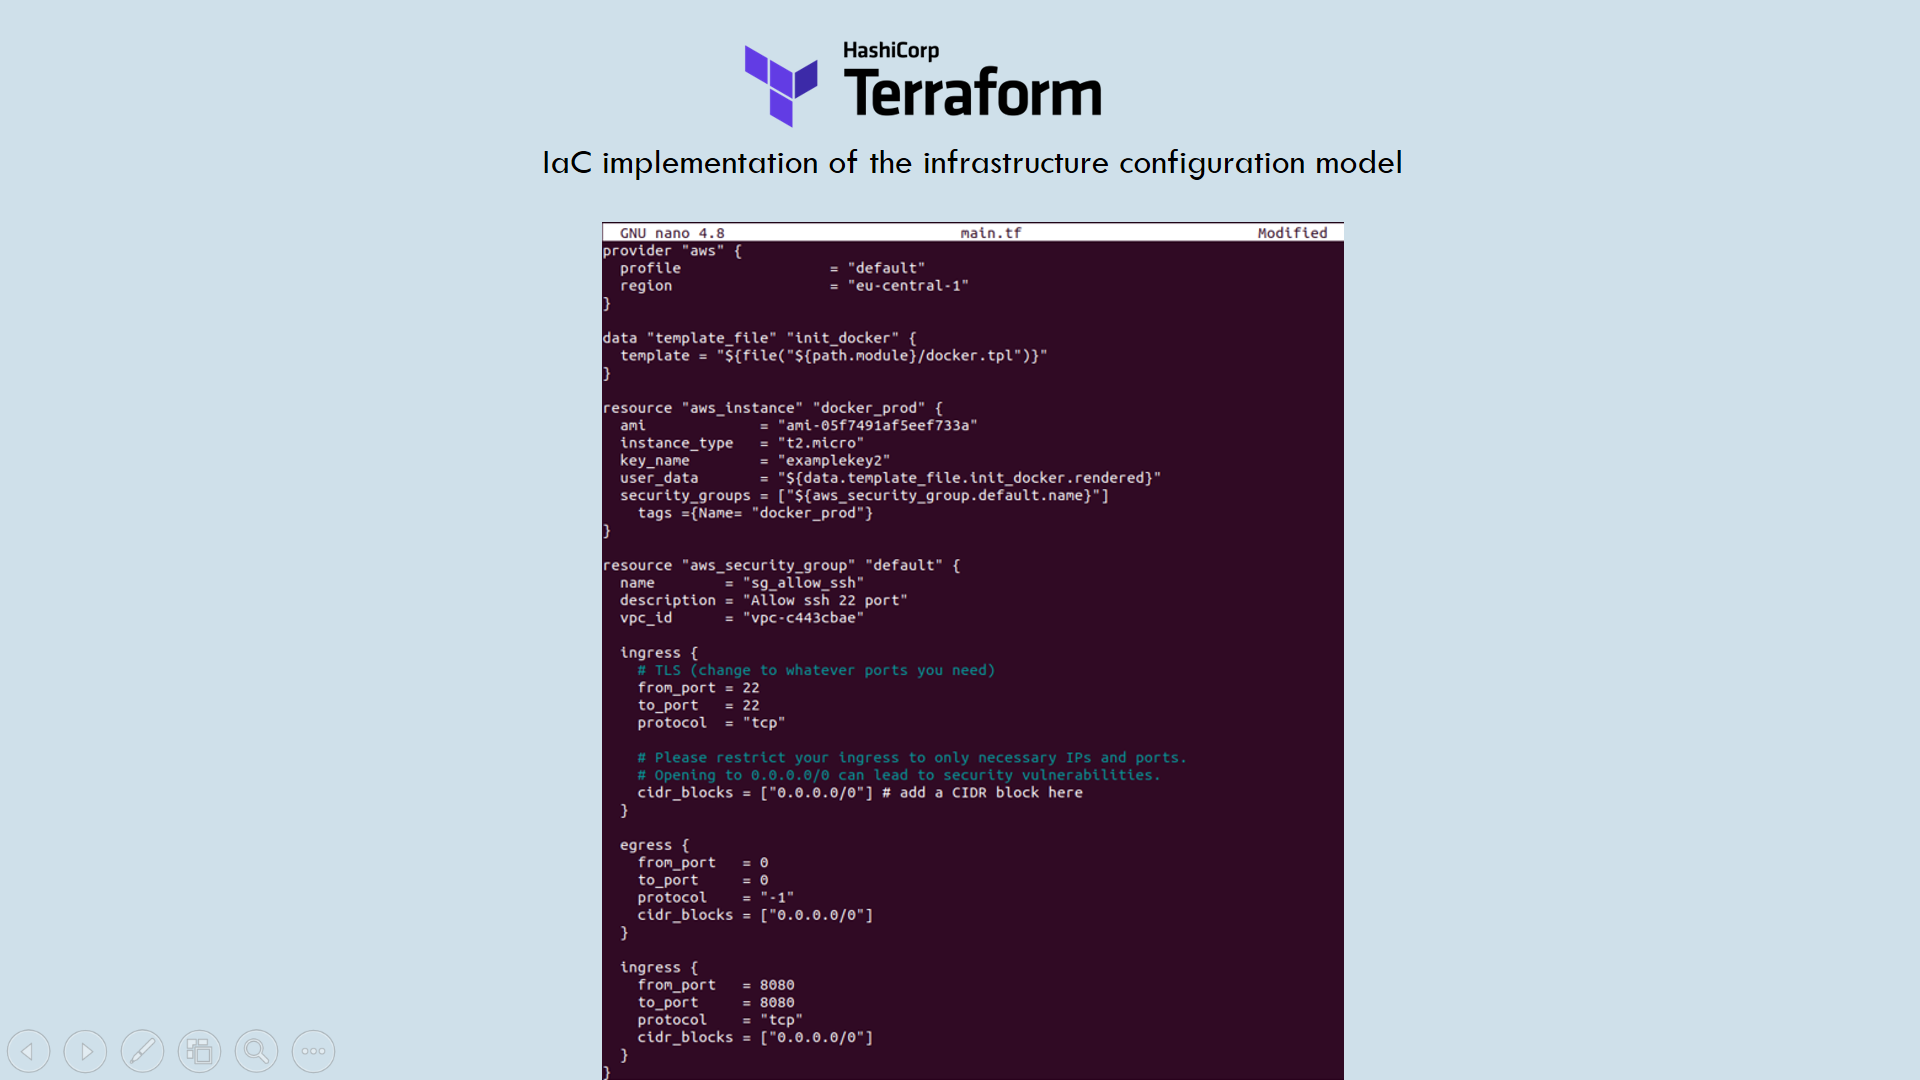 HashiCorp
Terraform
IaC implementation of the infrastructure configuration model
GNU nano 4.8 main.tf Modified
provider "aws" {
  profile                 = "default"
  region                  = "eu-central-1"
}

data "template_file" "init_docker" {
  template = "${file("${path.module}/docker.tpl")}"
}

resource "aws_instance" "docker_prod" {
  ami             = "ami-05f7491af5eef733a"
  instance_type   = "t2.micro"
  key_name        = "examplekey2"
  user_data       = "${data.template_file.init_docker.rendered}"
  security_groups = ["${aws_security_group.default.name}"]
    tags ={Name= "docker_prod"}
}

resource "aws_security_group" "default" {
  name        = "sg_allow_ssh"
  description = "Allow ssh 22 port"
  vpc_id      = "vpc-c443cbae"

  ingress {
    # TLS (change to whatever ports you need)
    from_port = 22
    to_port   = 22
    protocol  = "tcp"

    # Please restrict your ingress to only necessary IPs and ports.
    # Opening to 0.0.0.0/0 can lead to security vulnerabilities.
    cidr_blocks = ["0.0.0.0/0"] # add a CIDR block here
  }

  egress {
    from_port   = 0
    to_port     = 0
    protocol    = "-1"
    cidr_blocks = ["0.0.0.0/0"]
  }

  ingress {
    from_port   = 8080
    to_port     = 8080
    protocol    = "tcp"
    cidr_blocks = ["0.0.0.0/0"]
  }
}